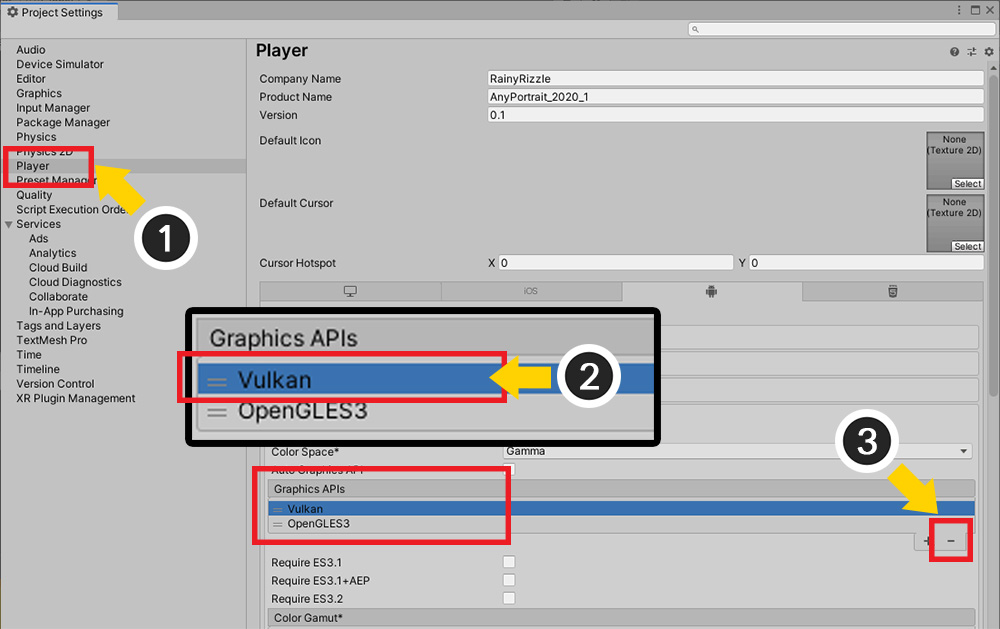 Project Settings
Audio
Device Simulator
Editor
Graphics
Input Manager
Package Manager
Physics
Physics 2D
Player
Preset Manager
Quality
Script Execution Order
Services
Ads
Analytics
Cloud Build
Cloud Diagnostics
Collaborate
In-App Purchasing
Tags and Layers
TextMesh Pro
Time
Timeline
Version Control
XR Plugin Management
1
Player
Company Name RainyRizzle
Product Name AnyPortrait_2020_1
Version 0.1
Default Icon
None
(Texture 2D)
Select
Default Cursor
None
(Texture 2D)
Select
Cursor Hotspot X 0 Y 0
iOS
Graphics APIs
Vulkan
OpenGLES3
2
3
Color Space* Gamma
Auto Graphics API
Graphics APIs
Vulkan
OpenGLES3
+ −
Require ES3.1
Require ES3.1+AEP
Require ES3.2
Color Gamut*